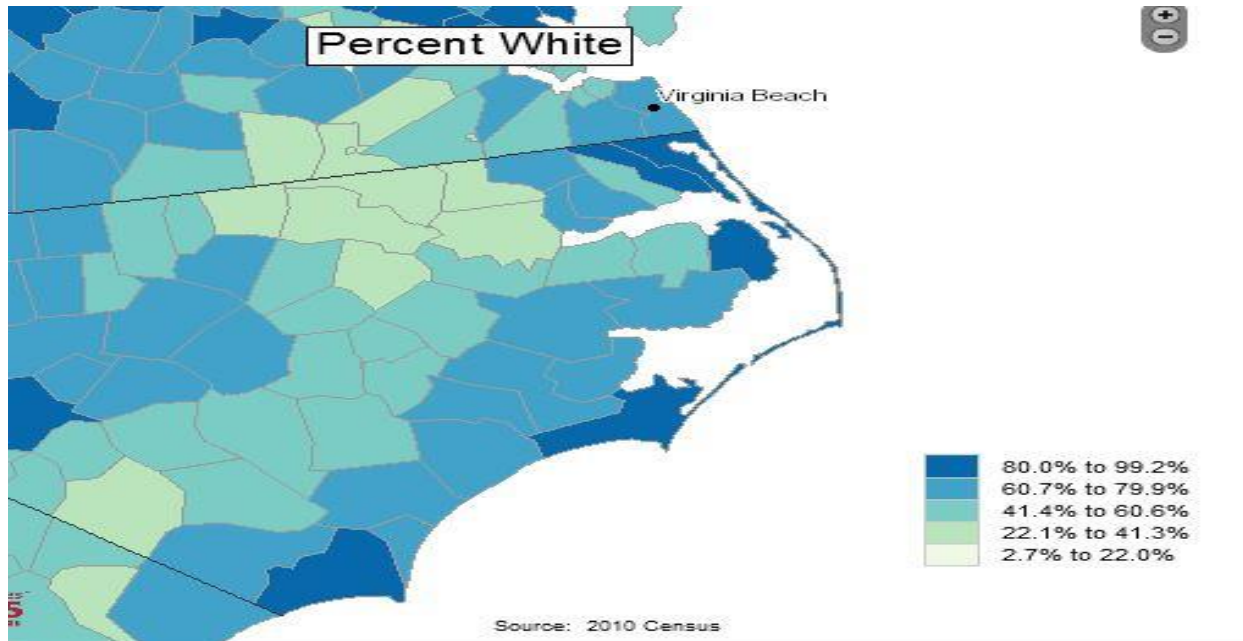 Percent White
Virginia Beach
80.0% to 99.2%
60.7% to 79.9%
41.4% to 60.6%
22.1% to 41.3%
2.7% to 22.0%
Source: 2010 Census